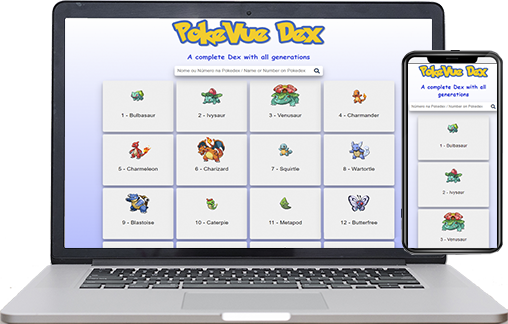 PokeVue Dex
A complete Dex with all generations
Nome ou Número na Pokedex / Name or Number on Pokedex
1 - Bulbasaur
2 - Ivysaur
3 - Venusaur
4 - Charmander
5 - Charmeleon
6 - Charizard
7 - Squirtle
8 - Wartortle
9 - Blastoise
10 - Caterpie
11 - Metapod
12 - Butterfree
PokeVue Dex
A complete Dex with all
generations
Número na Pokedex / Number on Pokedex
1 - Bulbasaur
2 - Ivysaur
3 - Venusaur